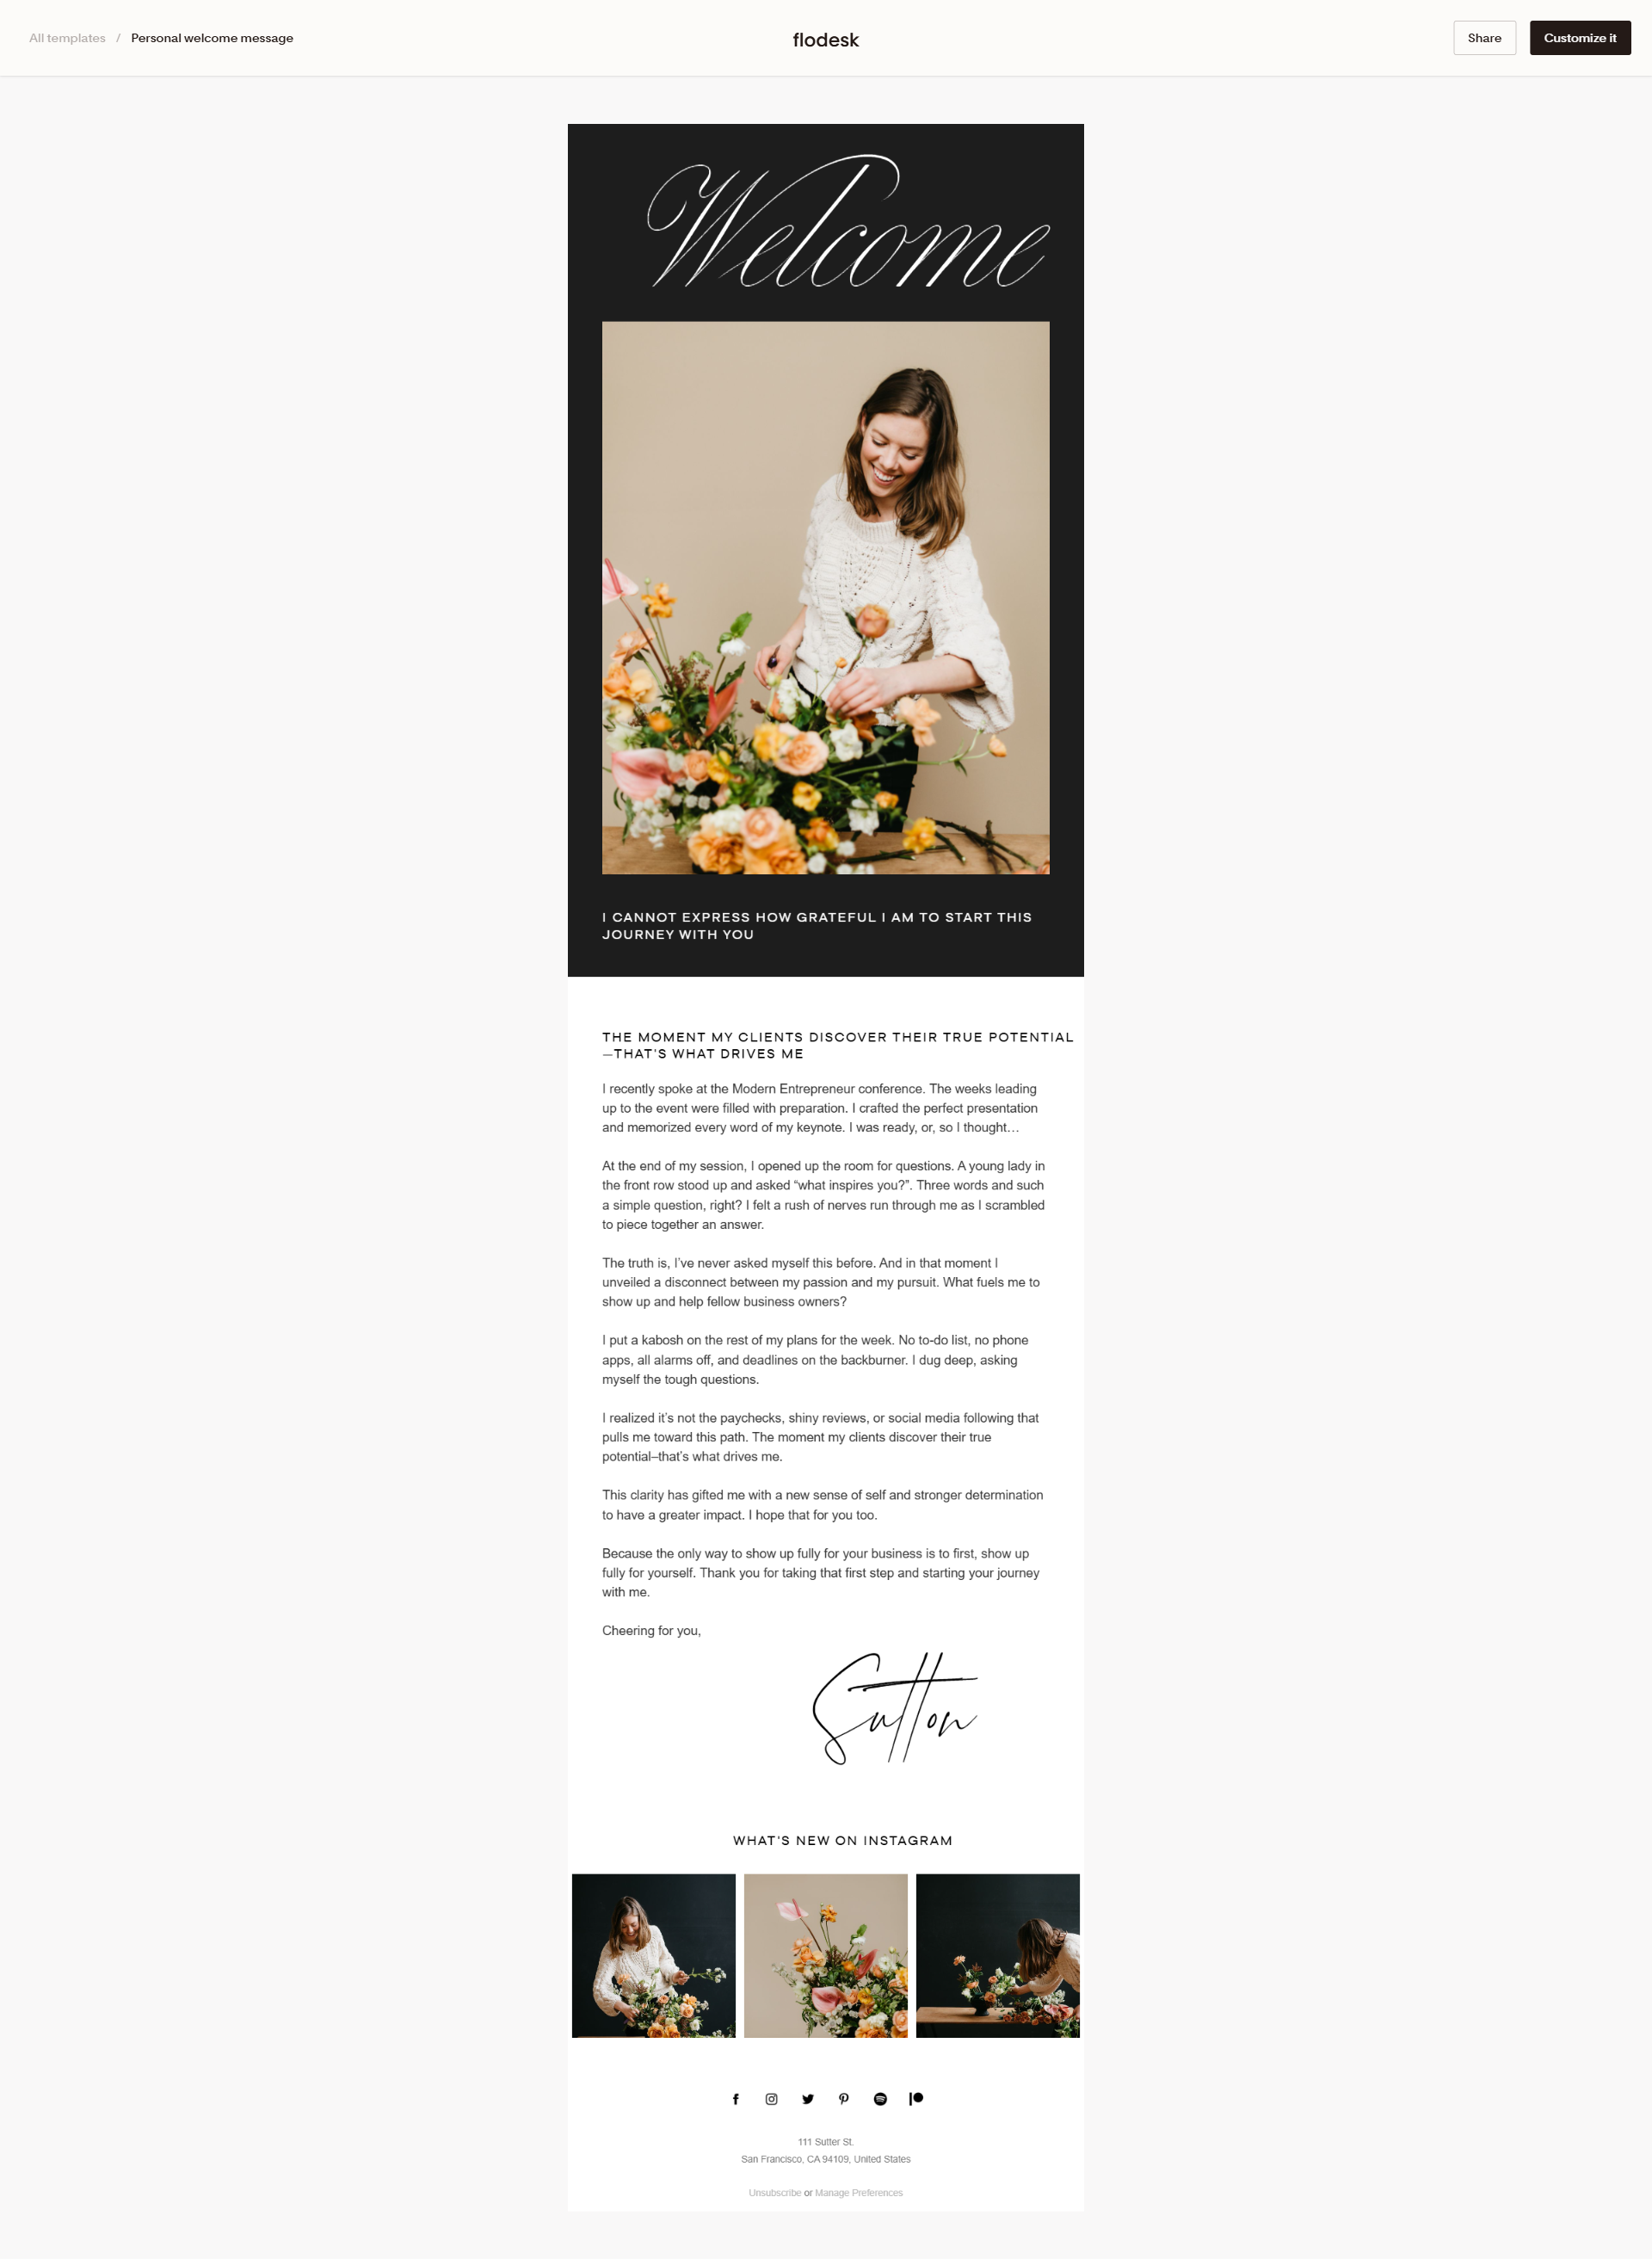 All templates / Personal welcome message
flodesk
Share
Customize it
Welcome
I CANNOT EXPRESS HOW GRATEFUL I AM TO START THIS
JOURNEY WITH YOU
THE MOMENT MY CLIENTS DISCOVER THEIR TRUE POTENTIAL
—THAT'S WHAT DRIVES ME
I recently spoke at the Modern Entrepreneur conference. The weeks leading
up to the event were filled with preparation. I crafted the perfect presentation
and memorized every word of my keynote. I was ready, or, so I thought…
At the end of my session, I opened up the room for questions. A young lady in
the front row stood up and asked “what inspires you?”. Three words and such
a simple question, right? I felt a rush of nerves run through me as I scrambled
to piece together an answer.
The truth is, I’ve never asked myself this before. And in that moment I
unveiled a disconnect between my passion and my pursuit. What fuels me to
show up and help fellow business owners?
I put a kabosh on the rest of my plans for the week. No to-do list, no phone
apps, all alarms off, and deadlines on the backburner. I dug deep, asking
myself the tough questions.
I realized it’s not the paychecks, shiny reviews, or social media following that
pulls me toward this path. The moment my clients discover their true
potential–that’s what drives me.
This clarity has gifted me with a new sense of self and stronger determination
to have a greater impact. I hope that for you too.
Because the only way to show up fully for your business is to first, show up
fully for yourself. Thank you for taking that first step and starting your journey
with me.
Cheering for you,
Sutton
WHAT'S NEW ON INSTAGRAM
111 Sutter St.
San Francisco, CA 94109, United States
Unsubscribe or Manage Preferences